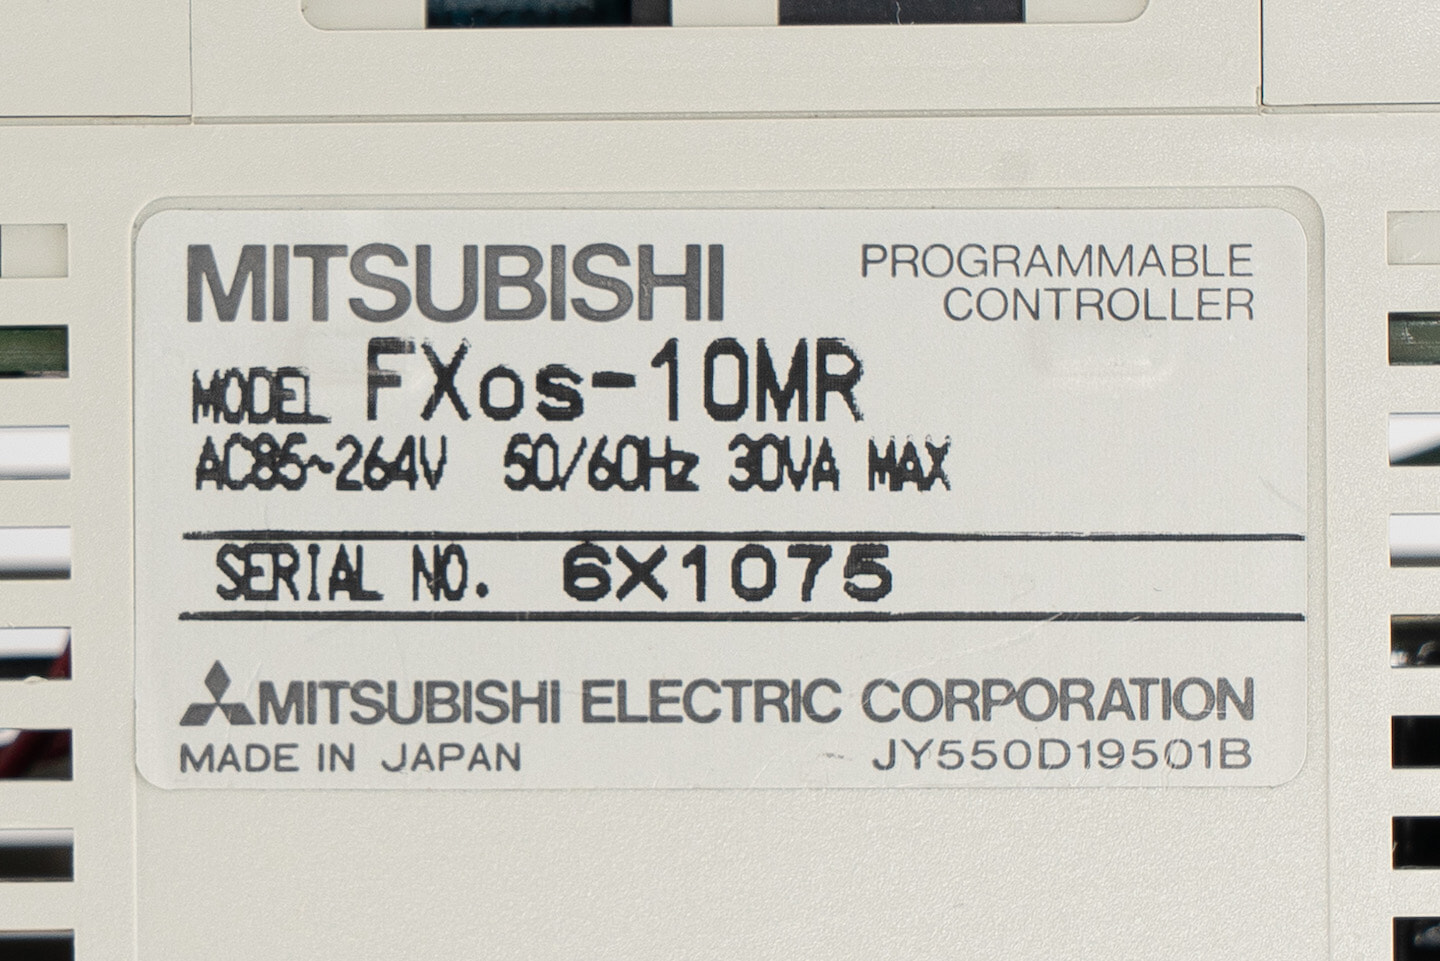 MITSUBISHI
PROGRAMMABLE
CONTROLLER
MODEL FXos-10MR
AC85~264V 50/60Hz 30VA MAX
SERIAL NO. 6X1075
MITSUBISHI ELECTRIC CORPORATION
MADE IN JAPAN JY550D19501B